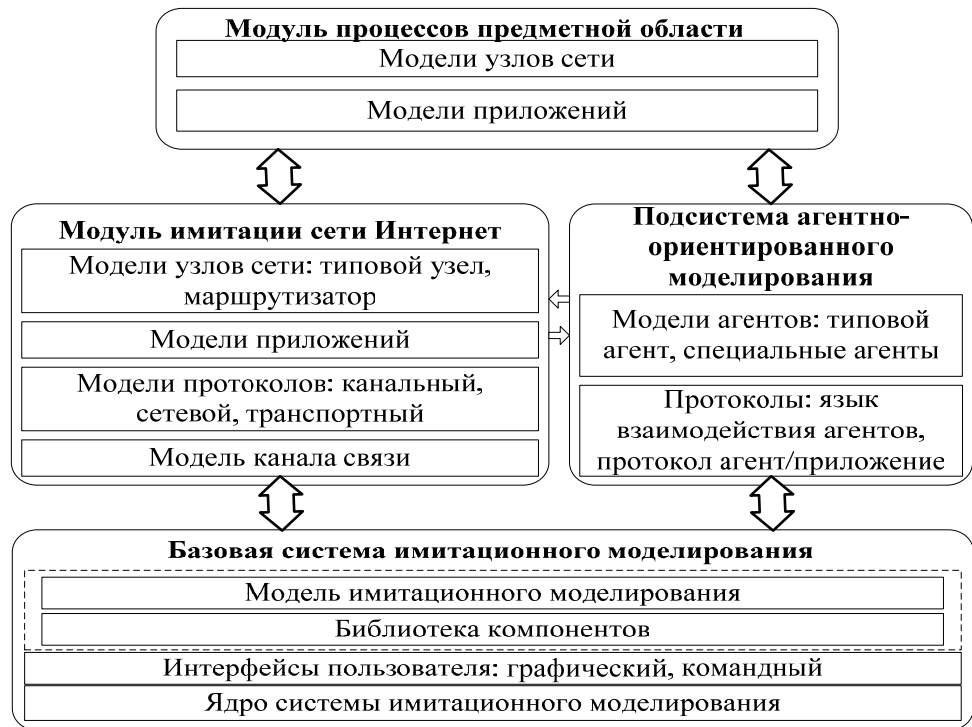 Модуль процессов предметной области
Модели узлов сети
Модели приложений
Модуль имитации сети Интернет
Модели узлов сети: типовой узел,
маршрутизатор
Модели приложений
Модели протоколов: канальный,
сетевой, транспортный
Модель канала связи
Подсистема агентно-
ориентированного
моделирования
Модели агентов: типовой
агент, специальные агенты
Протоколы: язык
взаимодействия агентов,
протокол агент/приложение
Базовая система имитационного моделирования
Модель имитационного моделирования
Библиотека компонентов
Интерфейсы пользователя: графический, командный
Ядро системы имитационного моделирования